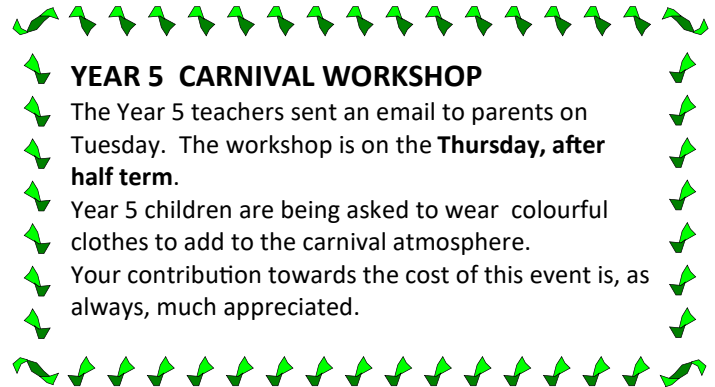 YEAR 5  CARNIVAL WORKSHOP
The Year 5 teachers sent an email to parents on
Tuesday.  The workshop is on the Thursday, after
half term.
Year 5 children are being asked to wear  colourful
clothes to add to the carnival atmosphere.
Your contribution towards the cost of this event is, as
always, much appreciated.